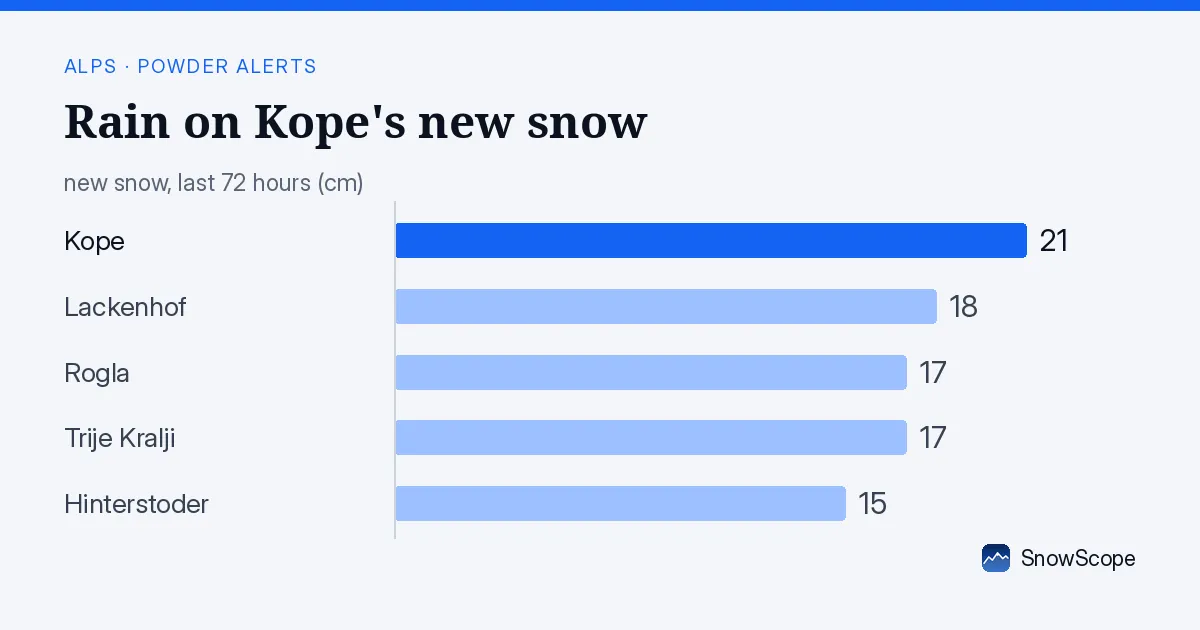 ALPS · POWDER ALERTS
Rain on Kope's new snow
new snow, last 72 hours (cm)
Kope 21
Lackenhof 18
Rogla 17
Trije Kralji 17
Hinterstoder 15
SnowScope